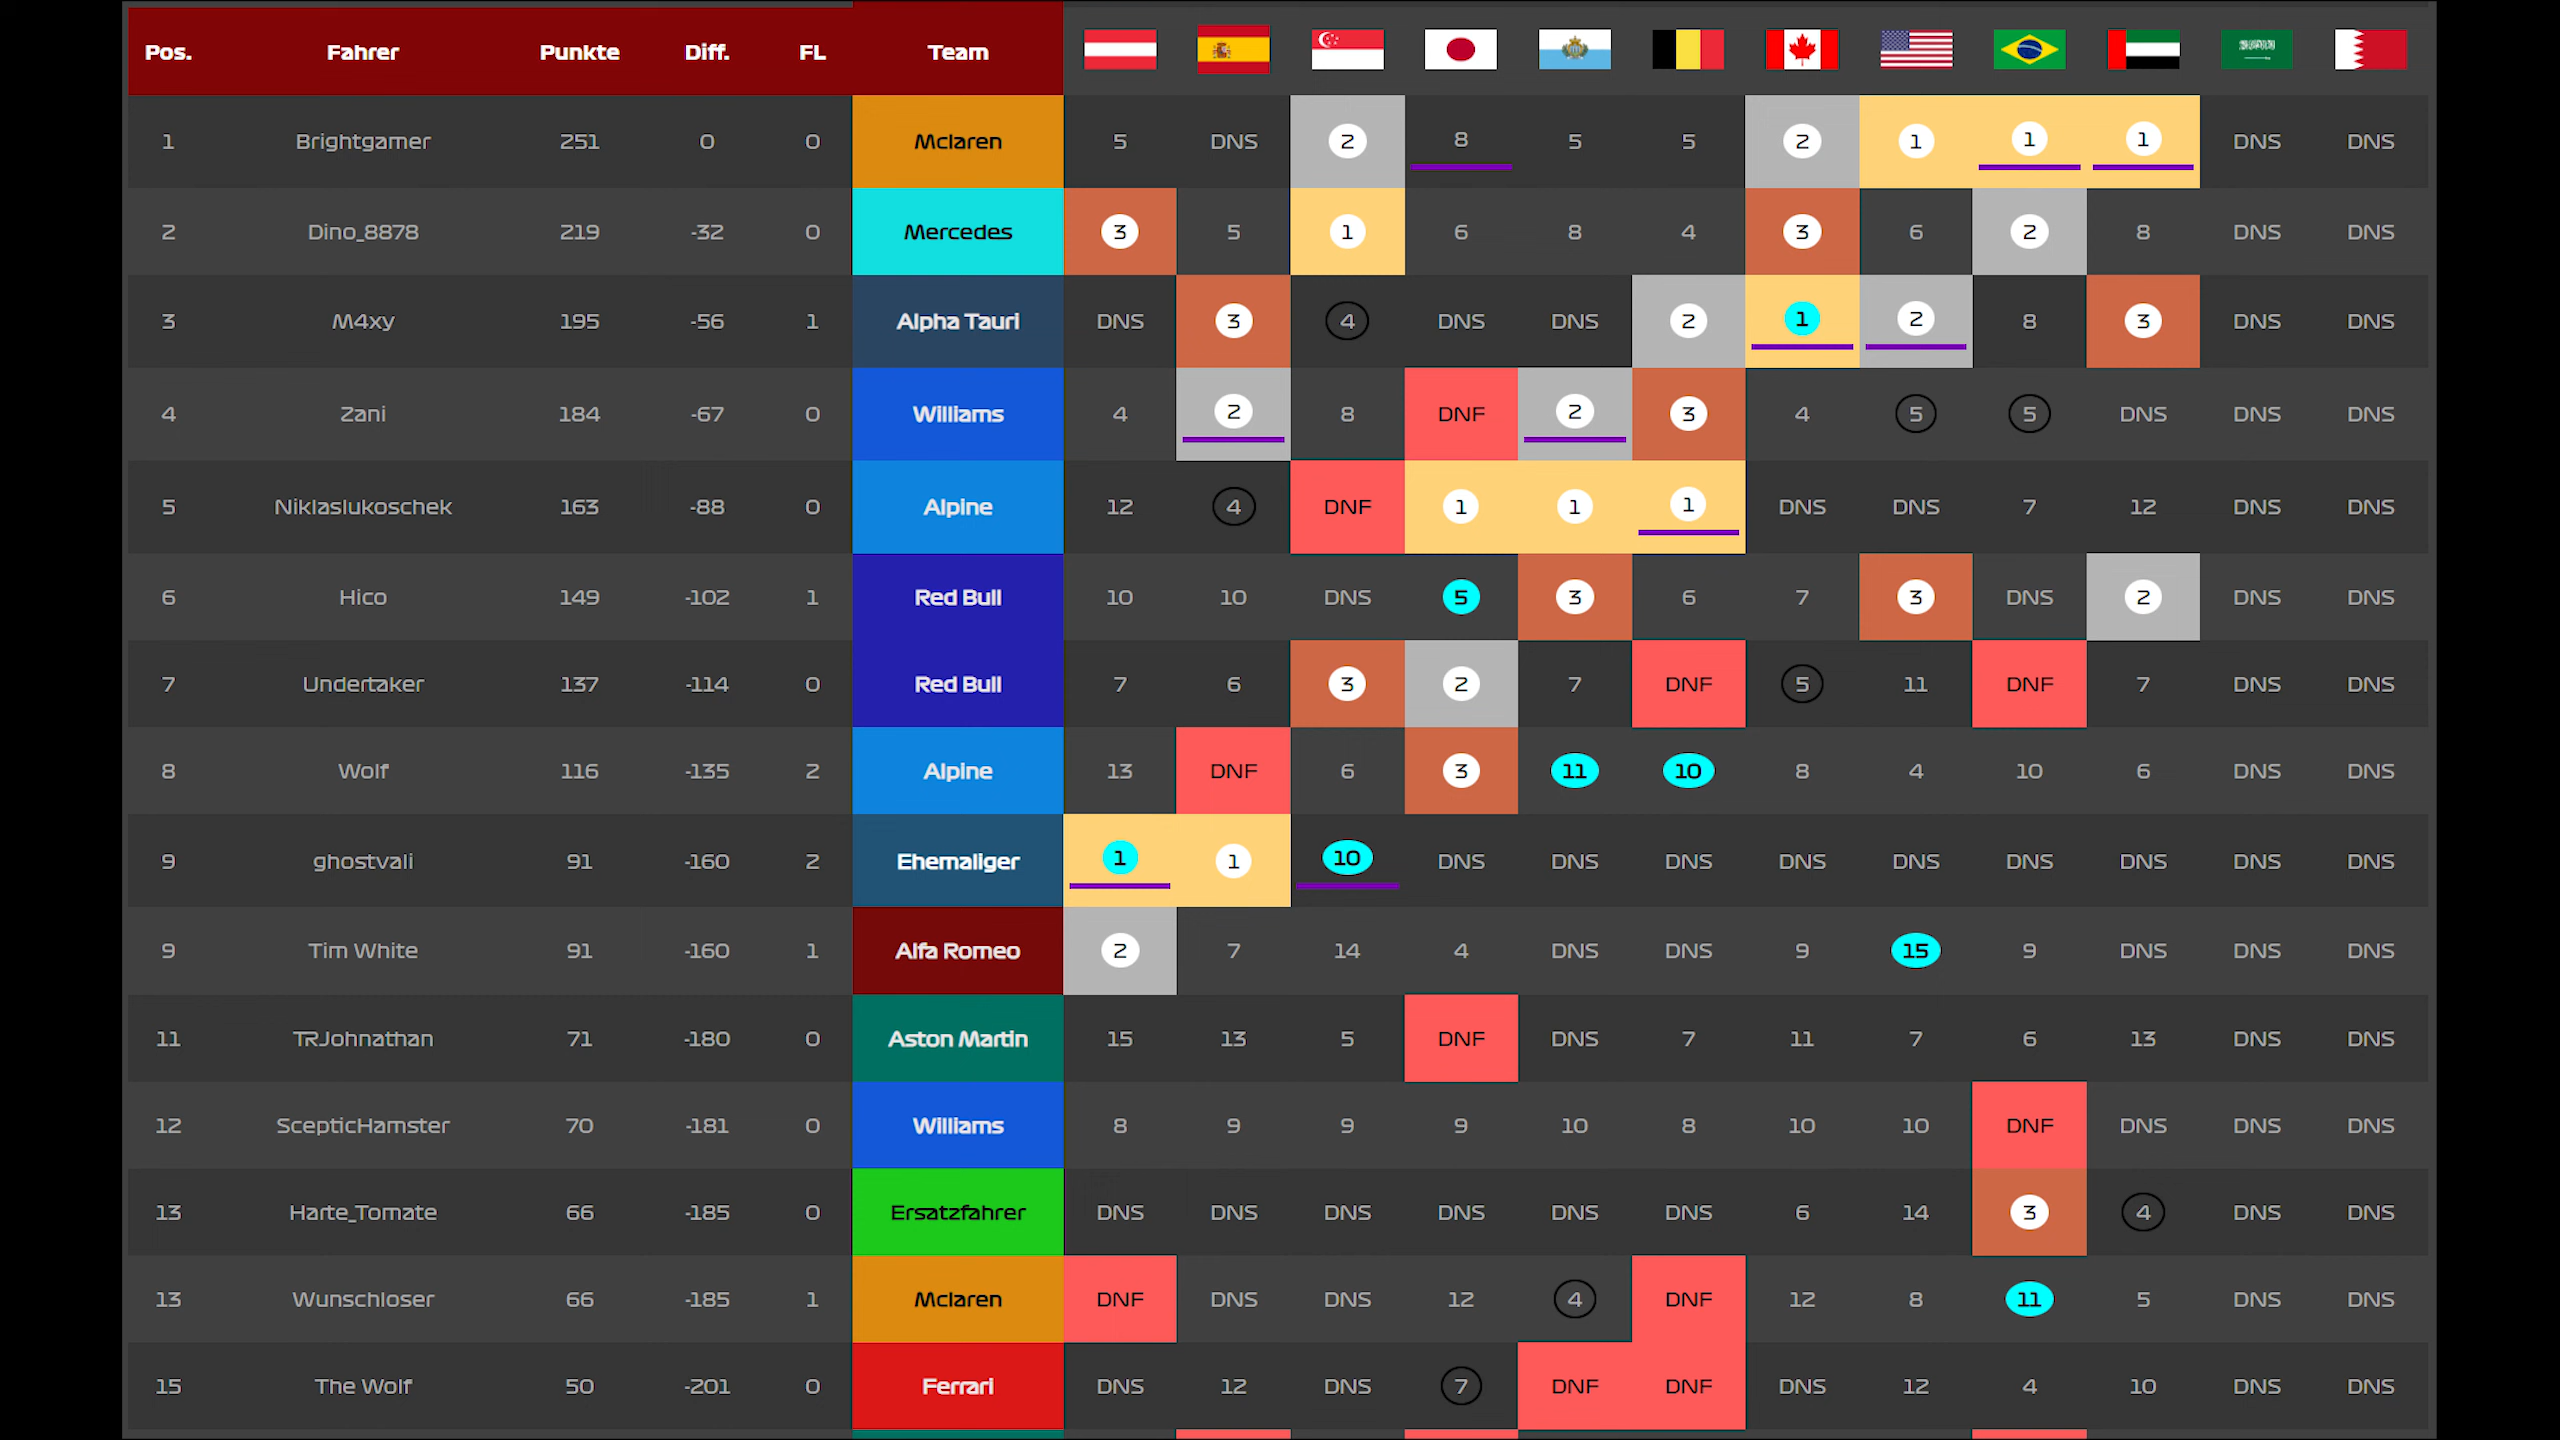 Pos. Fahrer Punkte Diff. FL Team
1 Brightgamer 251 0 0 Mclaren 5 DNS 2 8 5 5 2 1 1 1 DNS DNS
2 Dino_8878 219 -32 0 Mercedes 3 5 1 6 8 4 3 6 2 8 DNS DNS
3 M4xy 195 -56 1 Alpha Tauri DNS 3 4 DNS DNS 2 1 2 8 3 DNS DNS
4 Zani 184 -67 0 Williams 4 2 8 DNF 2 3 4 5 5 DNS DNS DNS
5 Niklaslukoschek 163 -88 0 Alpine 12 4 DNF 1 1 1 DNS DNS 7 12 DNS DNS
6 Hico 149 -102 1 Red Bull 10 10 DNS 5 3 6 7 3 DNS 2 DNS DNS
7 Undertaker 137 -114 0 Red Bull 7 6 3 2 7 DNF 5 11 DNF 7 DNS DNS
8 Wolf 116 -135 2 Alpine 13 DNF 6 3 11 10 8 4 10 6 DNS DNS
9 ghostvali 91 -160 2 Ehemaliger 1 1 10 DNS DNS DNS DNS DNS DNS DNS DNS DNS
9 Tim White 91 -160 1 Alfa Romeo 2 7 14 4 DNS DNS 9 15 9 DNS DNS DNS
11 TRJohnathan 71 -180 0 Aston Martin 15 13 5 DNF DNS 7 11 7 6 13 DNS DNS
12 ScepticHamster 70 -181 0 Williams 8 9 9 9 10 8 10 10 DNF DNS DNS DNS
13 Harte_Tomate 66 -185 0 Ersatzfahrer DNS DNS DNS DNS DNS DNS 6 14 3 4 DNS DNS
13 Wunschloser 66 -185 1 Mclaren DNF DNS DNS 12 4 DNF 12 8 11 5 DNS DNS
15 The Wolf 50 -201 0 Ferrari DNS 12 DNS 7 DNF DNF DNS 12 4 10 DNS DNS